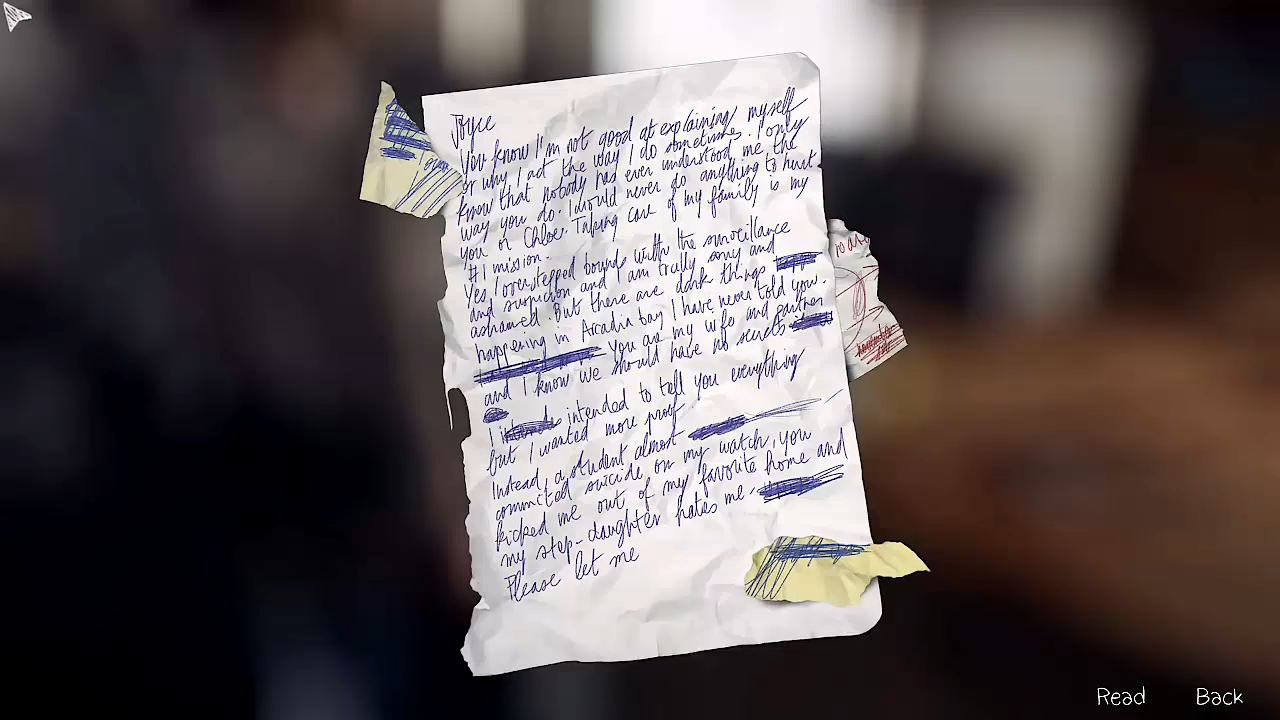 Joyce
You know I'm not good at explaining myself
or why I act the way I do sometimes. I only
know that nobody has ever understood me the
way you do. I would never do anything to hurt
you or Chloe. Taking care of my family is my
#1 mission.
Yes I overstepped bounds with the surveillance
and suspicion and I am truly sorry and
ashamed. But there are dark things
happening in Arcadia bay I have never told you.
You are my wife and partner
and I know we should have no secrets
I intended to tell you everything
but I wanted more proof
Instead, a student almost
committed suicide on my watch, you
kicked me out of my favorite home and
my step-daughter hates me.
Please let me
Read
Back